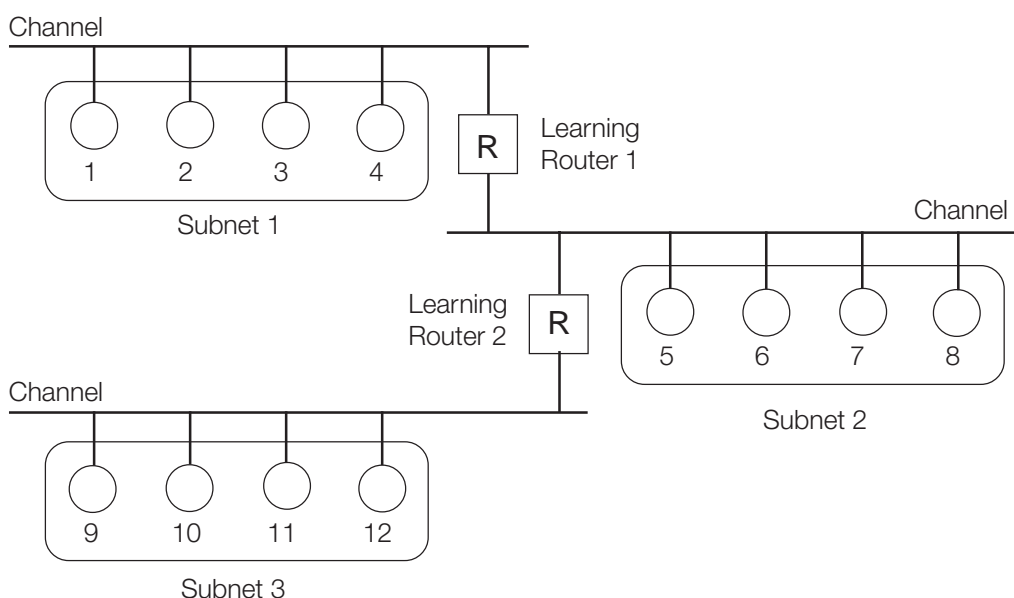 Channel
1 2 3 4
Subnet 1
R
Learning
Router 1
Channel
Learning
Router 2
R
5 6 7 8
Subnet 2
Channel
9 10 11 12
Subnet 3